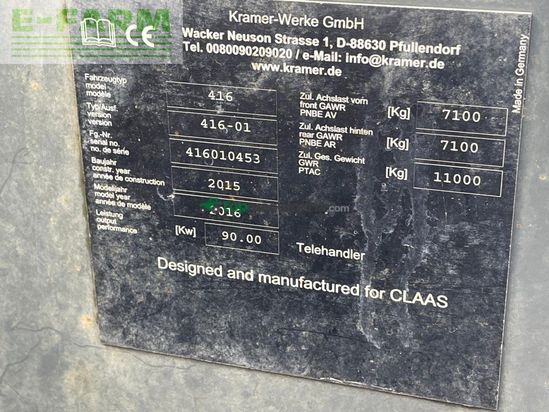 E-FARM
CE
Kramer-Werke GmbH
Wacker Neuson Strasse 1, D-88630 Pfullendorf
Tel. 0080090209020 / e-Mail: info@kramer.de
www.kramer.de
Made in Germany
Fahrzeugtyp
model
modèle
416
Typ/Ausf.
version
version
416-01
Fg.-Nr.
serial no.
no. de série
416010453
Baujahr
constr. year
année de construction
2015
Modelljahr
model year
année de modèle
2016
Leistung
output
performance
[Kw] 90.00
Zul. Achslast vorn
front GAWR
PNBE AV
[Kg] 7100
Zul. Achslast hinten
rear GAWR
PNBE AR
[Kg] 7100
Zul. Ges. Gewicht
GWR
PTAC
[Kg] 11000
Telehandler
Designed and manufactured for CLAAS